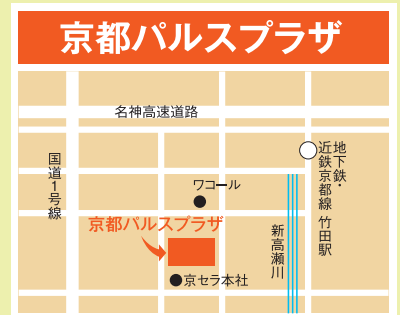 京都パルスプラザ
名神高速道路
地下鉄・
近鉄京都線 竹田駅
国道1号線
ワコール
京都パルスプラザ
新高瀬川
京セラ本社